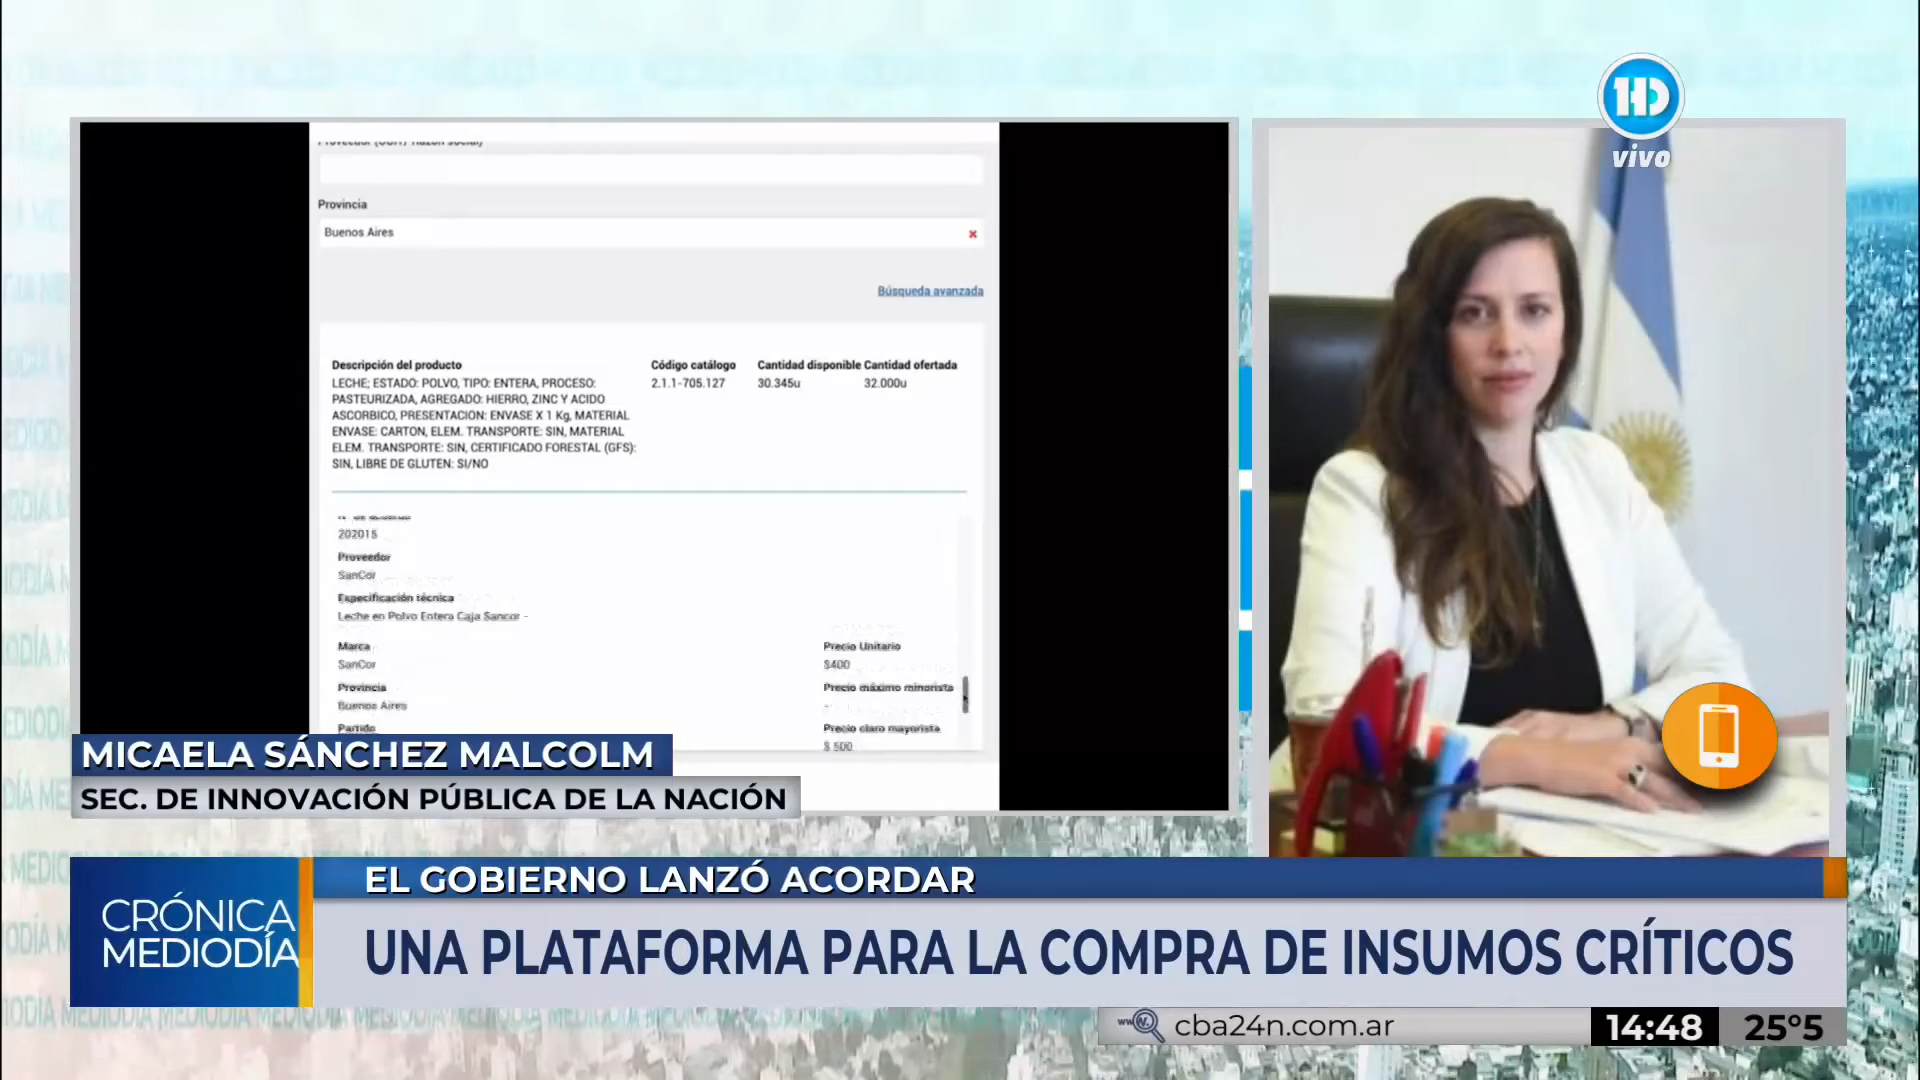 HD
vivo
Provincia
Buenos Aires
Búsqueda avanzada
Descripción del producto
Código catálogo
Cantidad disponible
Cantidad ofertada
LECHE; ESTADO: POLVO, TIPO: ENTERA, PROCESO:
PASTEURIZADA, AGREGADO: HIERRO, ZINC Y ACIDO
ASCORBICO, PRESENTACION: ENVASE X 1 Kg, MATERIAL
ENVASE: CARTON, ELEM. TRANSPORTE: SIN, MATERIAL
ELEM. TRANSPORTE: SIN, CERTIFICADO FORESTAL (GFS):
SIN, LIBRE DE GLUTEN: SI/NO
2.1.1-705.127
30.345u
32.000u
202015
Proveedor
SanCor
Especificación técnica
Leche en Polvo Entera Caja Sancor -
Marca
SanCor
Provincia
Buenos Aires
Partido
Precio Unitario
$400
Precio máximo minorista
Precio claro mayorista
$ 500
MICAELA SÁNCHEZ MALCOLM
SEC. DE INNOVACIÓN PÚBLICA DE LA NACIÓN
CRÓNICA
MEDIODÍA
EL GOBIERNO LANZÓ ACORDAR
UNA PLATAFORMA PARA LA COMPRA DE INSUMOS CRÍTICOS
cba24n.com.ar
14:48
25°5